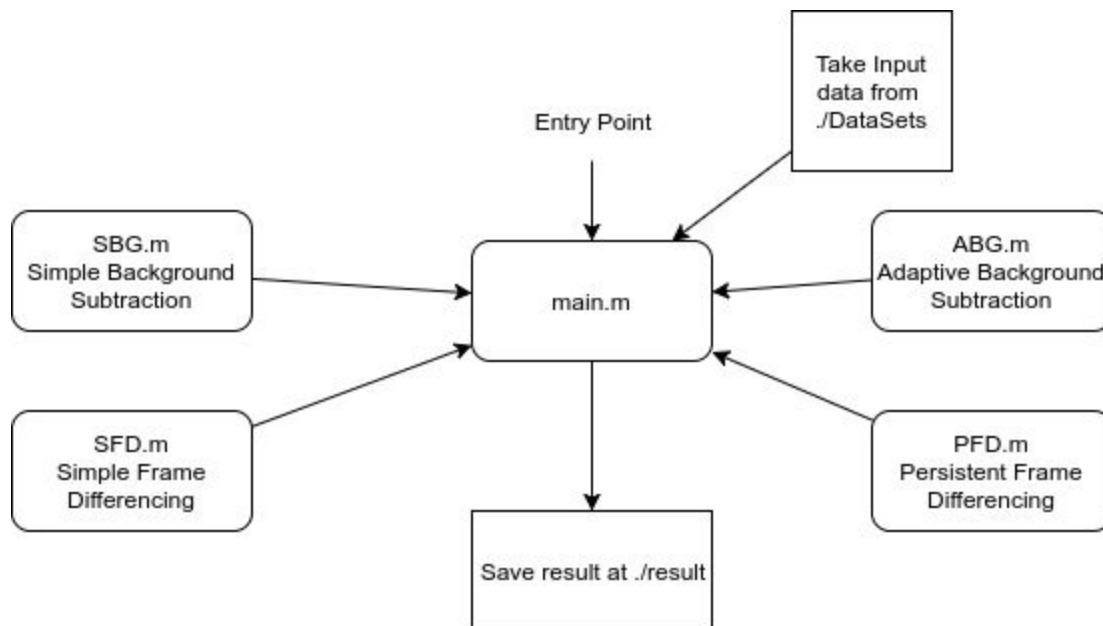 Take Input
data from
./DataSets
Entry Point
SBG.m
Simple Background
Subtraction
main.m
ABG.m
Adaptive Background
Subtraction
SFD.m
Simple Frame
Differencing
PFD.m
Persistent Frame
Differencing
Save result at ./result